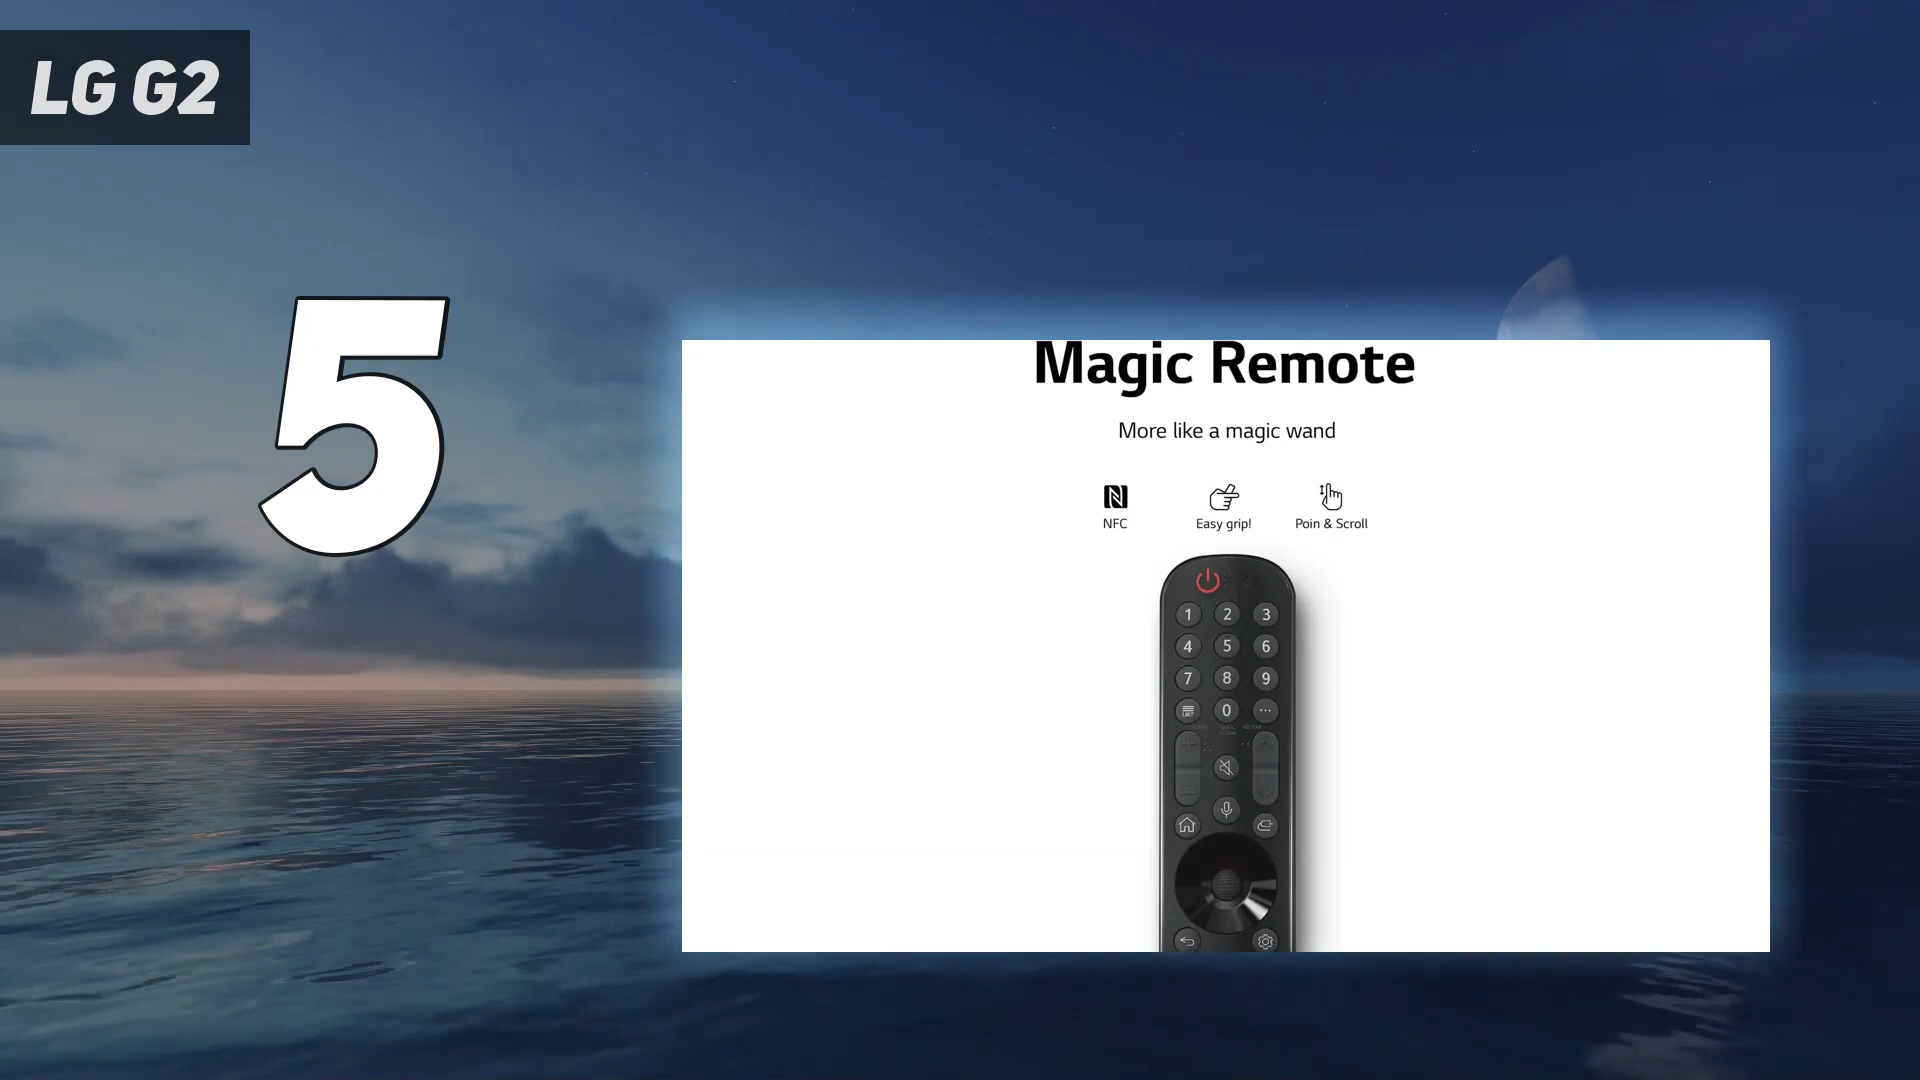 LG G2
5
Magic Remote
More like a magic wand
NFC Easy grip! Poin & Scroll
1 2 3
4 5 6
7 8 9
0 ...